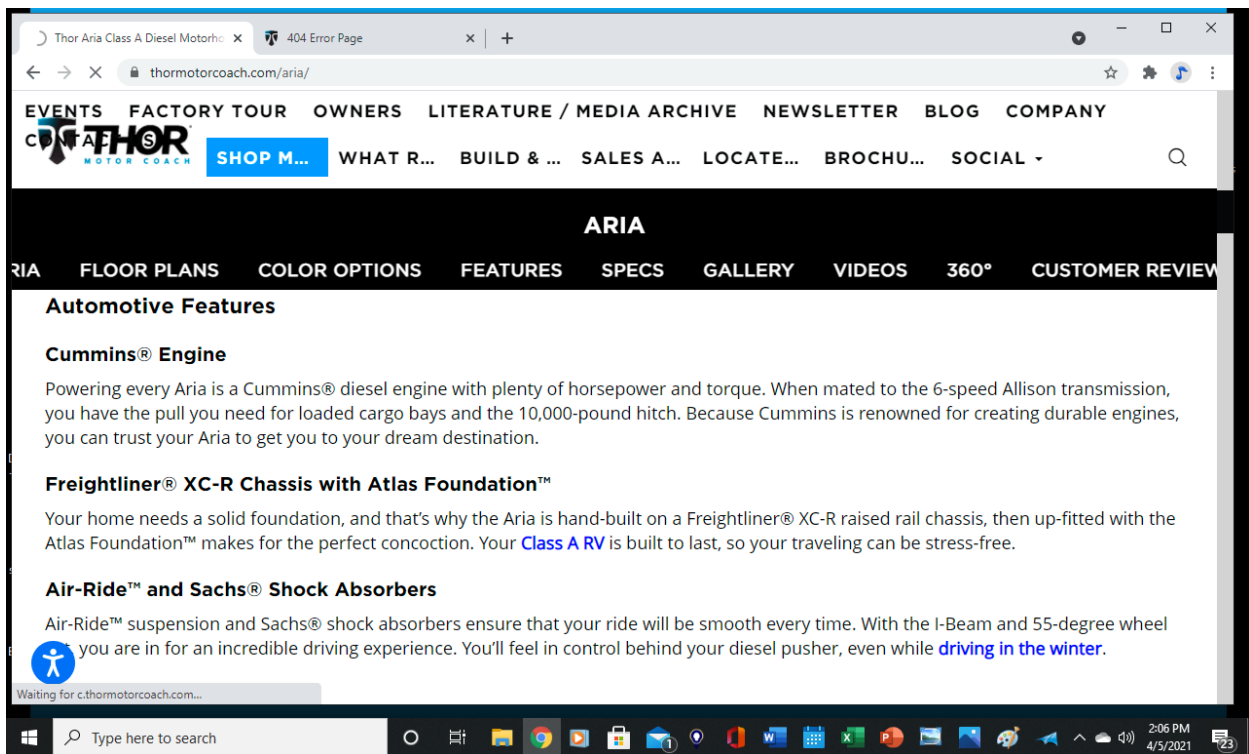 Thor Aria Class A Diesel Motorho
404 Error Page
thormotorcoach.com/aria/
EVENTS FACTORY TOUR OWNERS LITERATURE / MEDIA ARCHIVE NEWSLETTER BLOG COMPANY
CONTACT US
THOR
MOTOR COACH
SHOP M... WHAT R... BUILD & ... SALES A... LOCATE... BROCHU... SOCIAL
ARIA
RIA FLOOR PLANS COLOR OPTIONS FEATURES SPECS GALLERY VIDEOS 360° CUSTOMER REVIEW
Automotive Features
Cummins® Engine
Powering every Aria is a Cummins® diesel engine with plenty of horsepower and torque. When mated to the 6-speed Allison transmission,
you have the pull you need for loaded cargo bays and the 10,000-pound hitch. Because Cummins is renowned for creating durable engines,
you can trust your Aria to get you to your dream destination.
Freightliner® XC-R Chassis with Atlas Foundation™
Your home needs a solid foundation, and that's why the Aria is hand-built on a Freightliner® XC-R raised rail chassis, then up-fitted with the
Atlas Foundation™ makes for the perfect concoction. Your Class A RV is built to last, so your traveling can be stress-free.
Air-Ride™ and Sachs® Shock Absorbers
Air-Ride™ suspension and Sachs® shock absorbers ensure that your ride will be smooth every time. With the I-Beam and 55-degree wheel
you are in for an incredible driving experience. You'll feel in control behind your diesel pusher, even while driving in the winter.
Waiting for c.thormotorcoach.com...
Type here to search
1
2:06 PM
4/5/2021
23